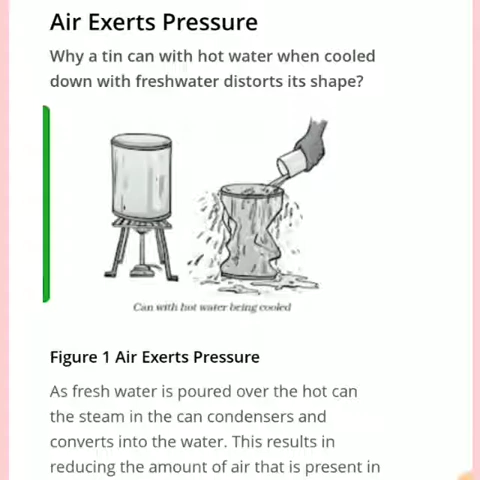 Air Exerts Pressure
Why a tin can with hot water when cooled
down with freshwater distorts its shape?
Can with hot water being cooled
Figure 1 Air Exerts Pressure
As fresh water is poured over the hot can
the steam in the can condensers and
converts into the water. This results in
reducing the amount of air that is present in